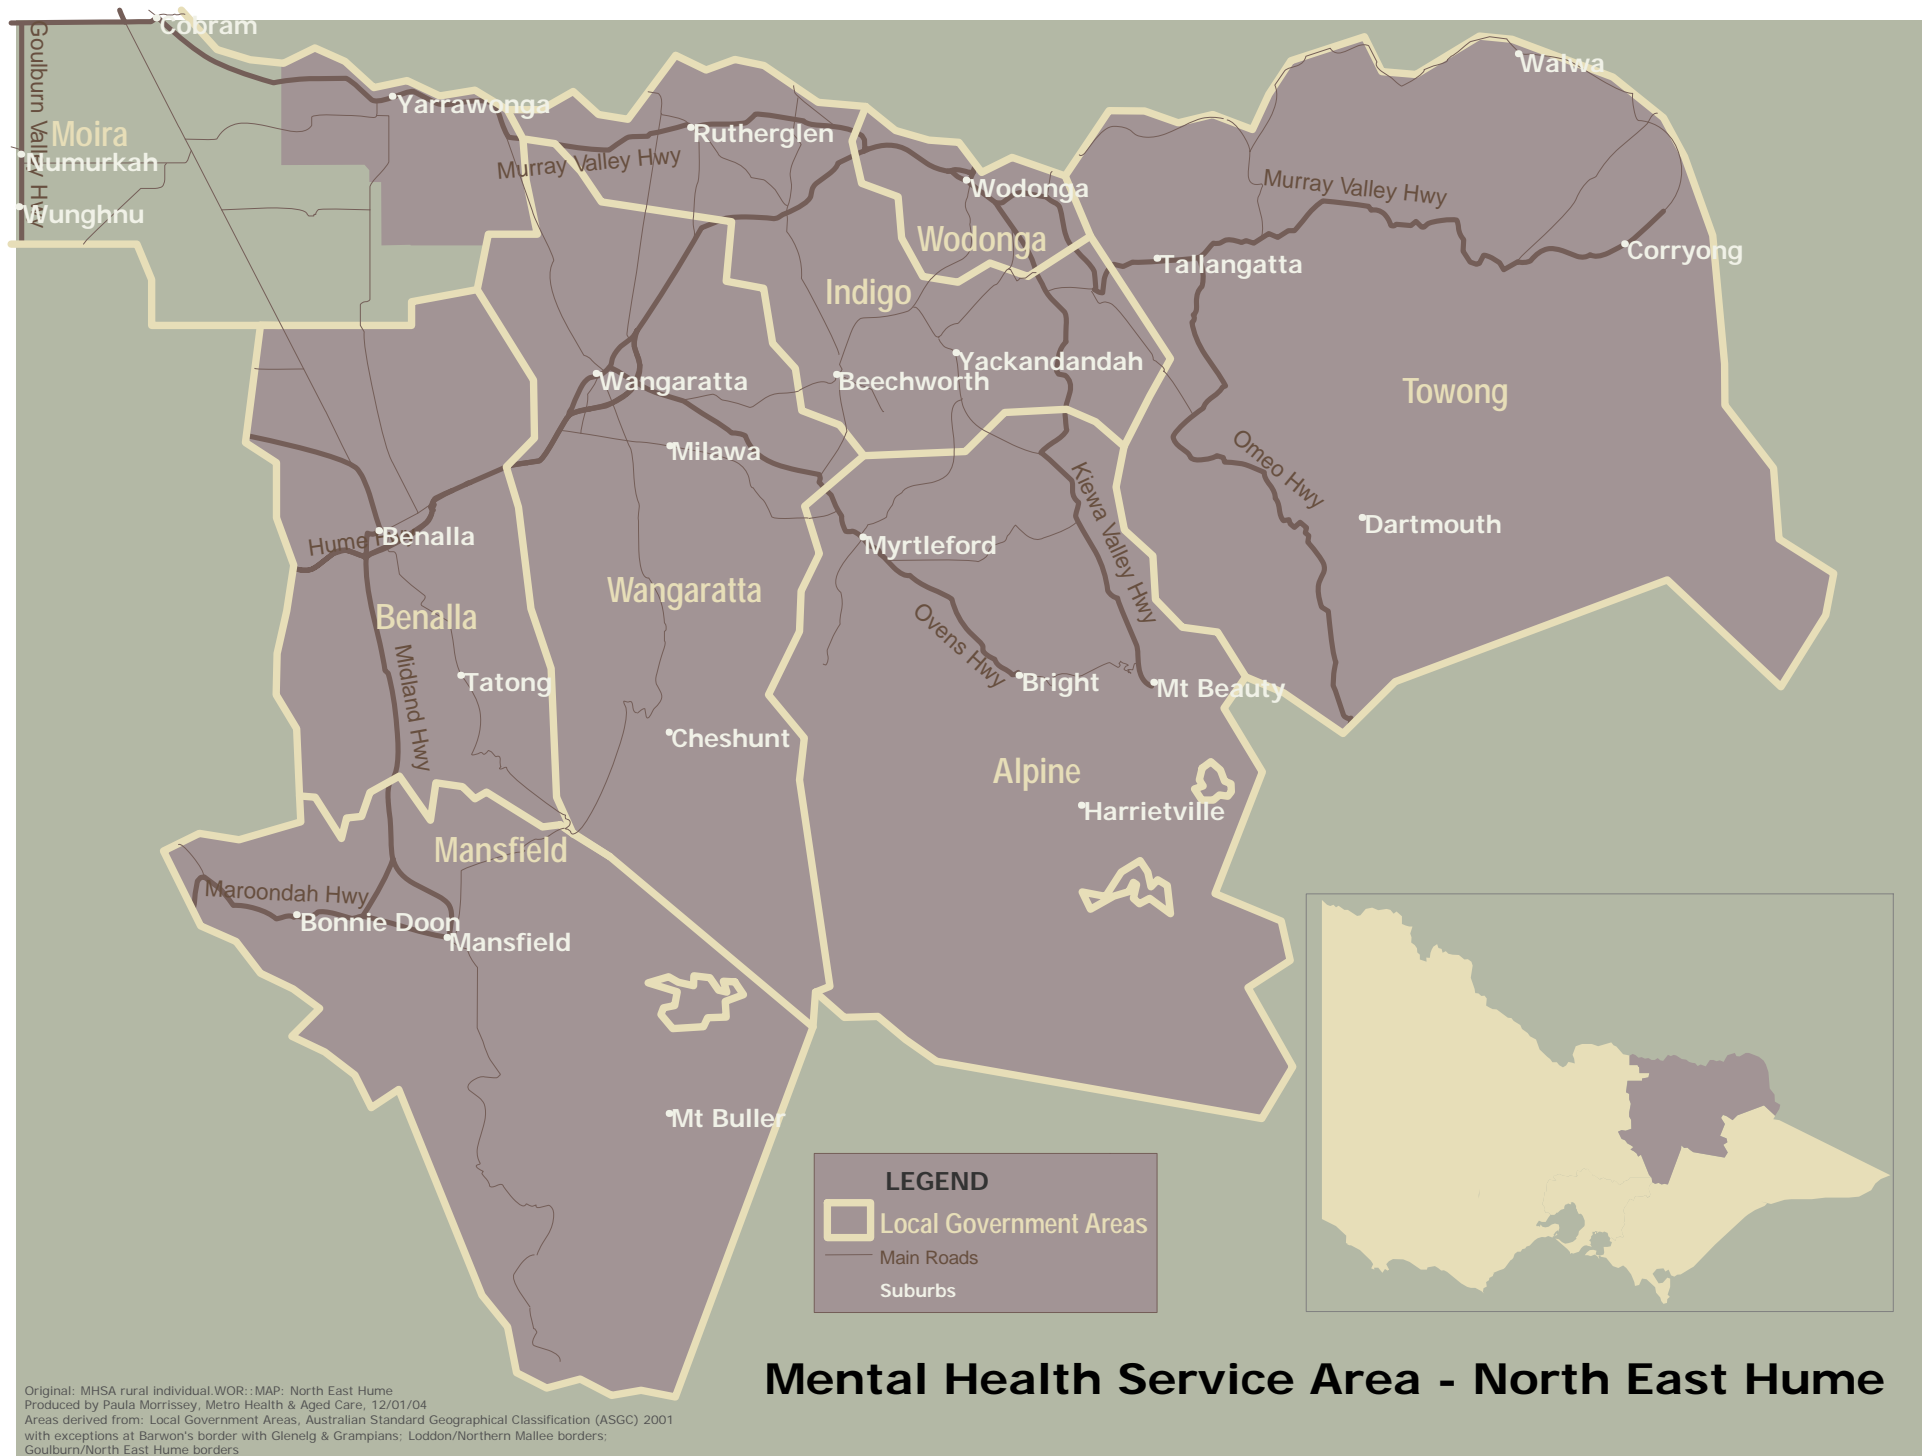 Cobram
Goulburn Valley Hwy
Walwa
Yarrawonga
Moira
Rutherglen
Numurkah
Murray Valley Hwy
Wodonga
Murray Valley Hwy
Wunghnu
Wodonga
Corryong
Tallangatta
Indigo
Yackandandah
Wangaratta
Beechworth
Towong
Milawa
Omeo Hwy
Kiewa Valley Hwy
Dartmouth
Hume
Benalla
Myrtleford
Wangaratta
Benalla
Ovens Hwy
Midland Hwy
Tatong
Bright
Mt Beauty
Cheshunt
Alpine
Harrietville
Mansfield
Maroondah Hwy
Bonnie Doon
Mansfield
Mt Buller
LEGEND
Local Government Areas
Main Roads
Suburbs
Mental Health Service Area - North East Hume
Original: MHSA rural individual.WOR::MAP: North East Hume
Produced by Paula Morrissey, Metro Health & Aged Care, 12/01/04
Areas derived from: Local Government Areas, Australian Standard Geographical Classification (ASGC) 2001
with exceptions at Barwon's border with Glenelg & Grampians; Loddon/Northern Mallee borders;
Goulburn/North East Hume borders